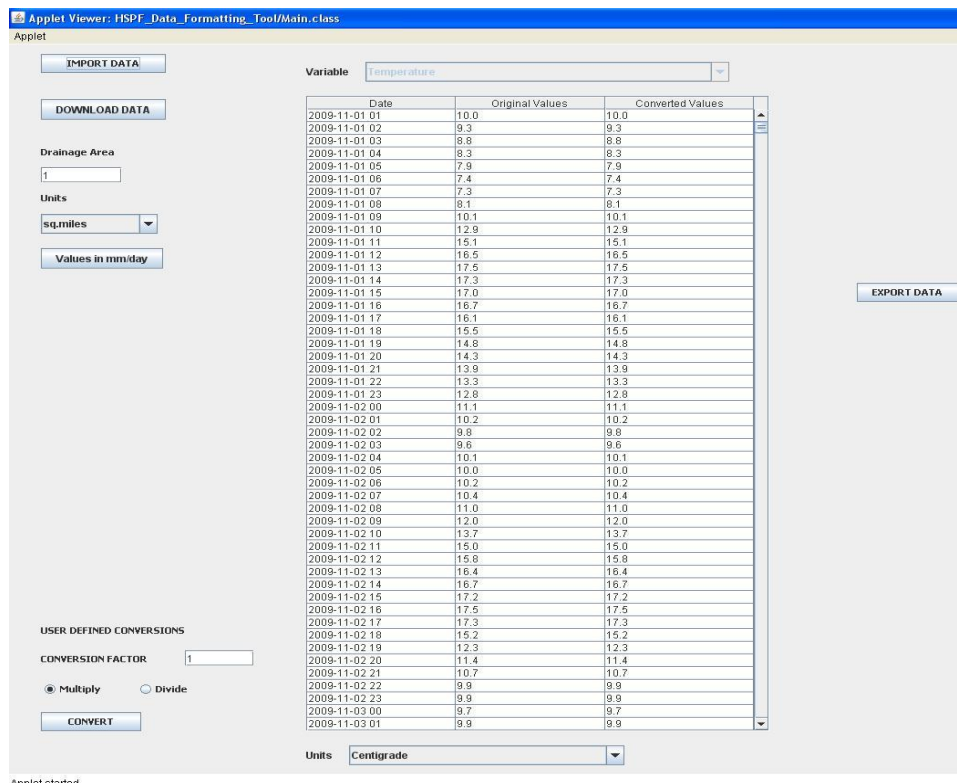 Applet Viewer: HSPF_Data_Formatting_Tool/Main.class
Applet
IMPORT DATA
Variable Temperature
DOWNLOAD DATA
Drainage Area
1
Units
sq.miles
Values in mm/day
Date Original Values Converted Values
2009-11-01 01 10.0 10.0
2009-11-01 02 9.3 9.3
2009-11-01 03 8.8 8.8
2009-11-01 04 8.3 8.3
2009-11-01 05 7.9 7.9
2009-11-01 06 7.4 7.4
2009-11-01 07 7.3 7.3
2009-11-01 08 8.1 8.1
2009-11-01 09 10.1 10.1
2009-11-01 10 12.9 12.9
2009-11-01 11 15.1 15.1
2009-11-01 12 16.5 16.5
2009-11-01 13 17.5 17.5
2009-11-01 14 17.3 17.3
2009-11-01 15 17.0 17.0
2009-11-01 16 16.7 16.7
2009-11-01 17 16.1 16.1
2009-11-01 18 15.5 15.5
2009-11-01 19 14.8 14.8
2009-11-01 20 14.3 14.3
2009-11-01 21 13.9 13.9
2009-11-01 22 13.3 13.3
2009-11-01 23 12.8 12.8
2009-11-02 00 11.1 11.1
2009-11-02 01 10.2 10.2
2009-11-02 02 9.8 9.8
2009-11-02 03 9.6 9.6
2009-11-02 04 10.1 10.1
2009-11-02 05 10.0 10.0
2009-11-02 06 10.2 10.2
2009-11-02 07 10.4 10.4
2009-11-02 08 11.0 11.0
2009-11-02 09 12.0 12.0
2009-11-02 10 13.7 13.7
2009-11-02 11 15.0 15.0
2009-11-02 12 15.8 15.8
2009-11-02 13 16.4 16.4
2009-11-02 14 16.7 16.7
2009-11-02 15 17.2 17.2
2009-11-02 16 17.5 17.5
2009-11-02 17 17.3 17.3
2009-11-02 18 15.2 15.2
2009-11-02 19 12.3 12.3
2009-11-02 20 11.4 11.4
2009-11-02 21 10.7 10.7
2009-11-02 22 9.9 9.9
2009-11-02 23 9.9 9.9
2009-11-03 00 9.7 9.7
2009-11-03 01 9.9 9.9
EXPORT DATA
USER DEFINED CONVERSIONS
CONVERSION FACTOR 1
Multiply Divide
CONVERT
Units Centigrade
Applet started.